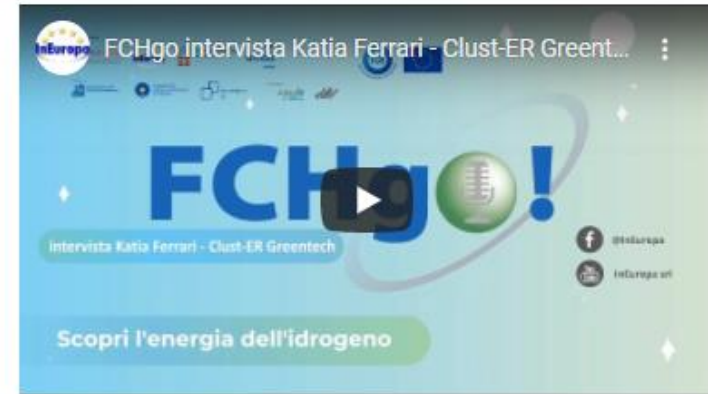 InEuropa
FCHgo intervista Katia Ferrari - Clust-ER Greent...
FCHgo!
intervista Katia Ferrari - Clust-ER Greentech
@InEuropa
InEuropa srl
Scopri l'energia dell'idrogeno